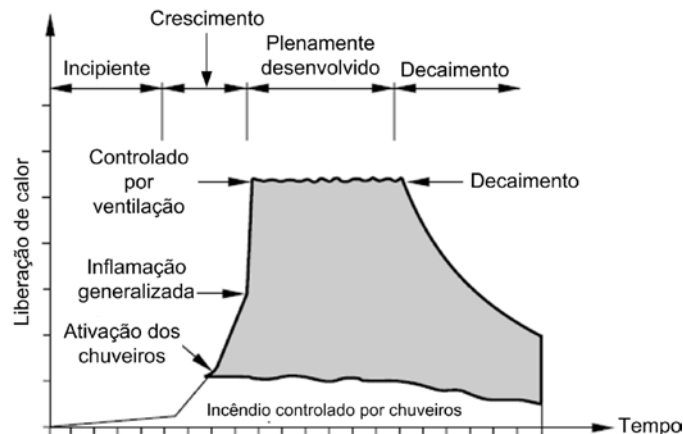 Crescimento
Incipiente
Plenamente
desenvolvido
Decaimento
Controlado
por
ventilação
Decaimento
Liberação de calor
Inflamação
generalizada
Ativação dos
chuveiros
Incêndio controlado por chuveiros
Tempo